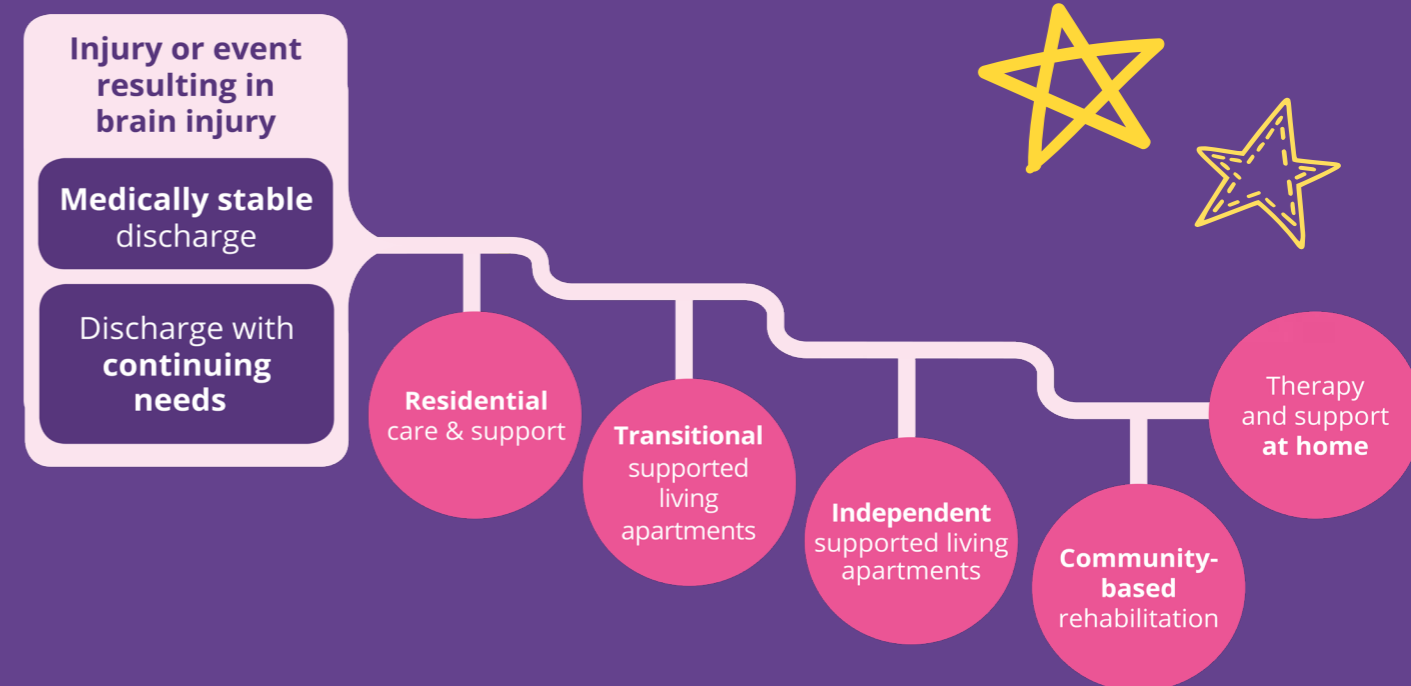 Injury or event
resulting in
brain injury
Medically stable
discharge
Discharge with
continuing
needs
Residential
care & support
Transitional
supported
living
apartments
Independent
supported living
apartments
Community-
based
rehabilitation
Therapy
and support
at home